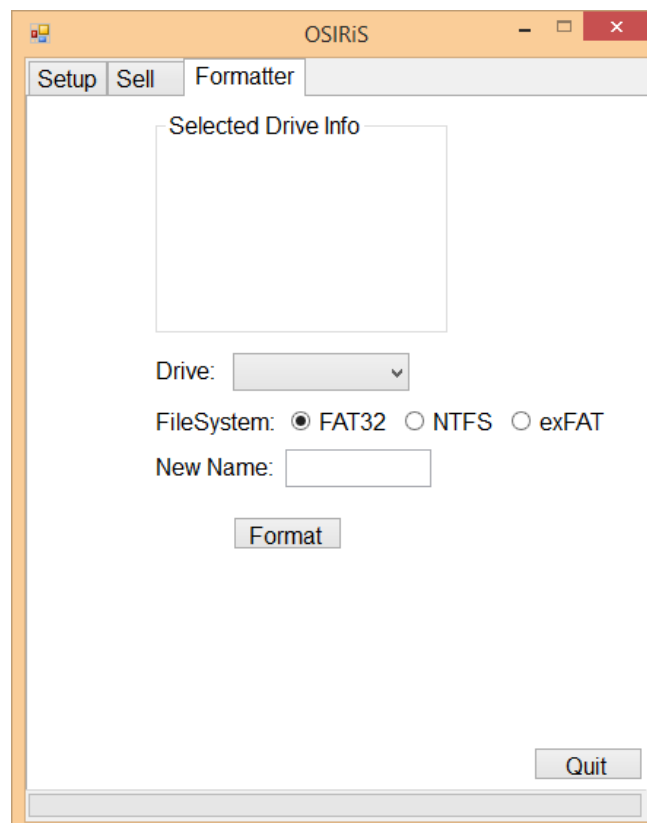 OSIRiS
Setup Sell Formatter
Selected Drive Info
Drive:
FileSystem: FAT32 NTFS exFAT
New Name:
Format
Quit